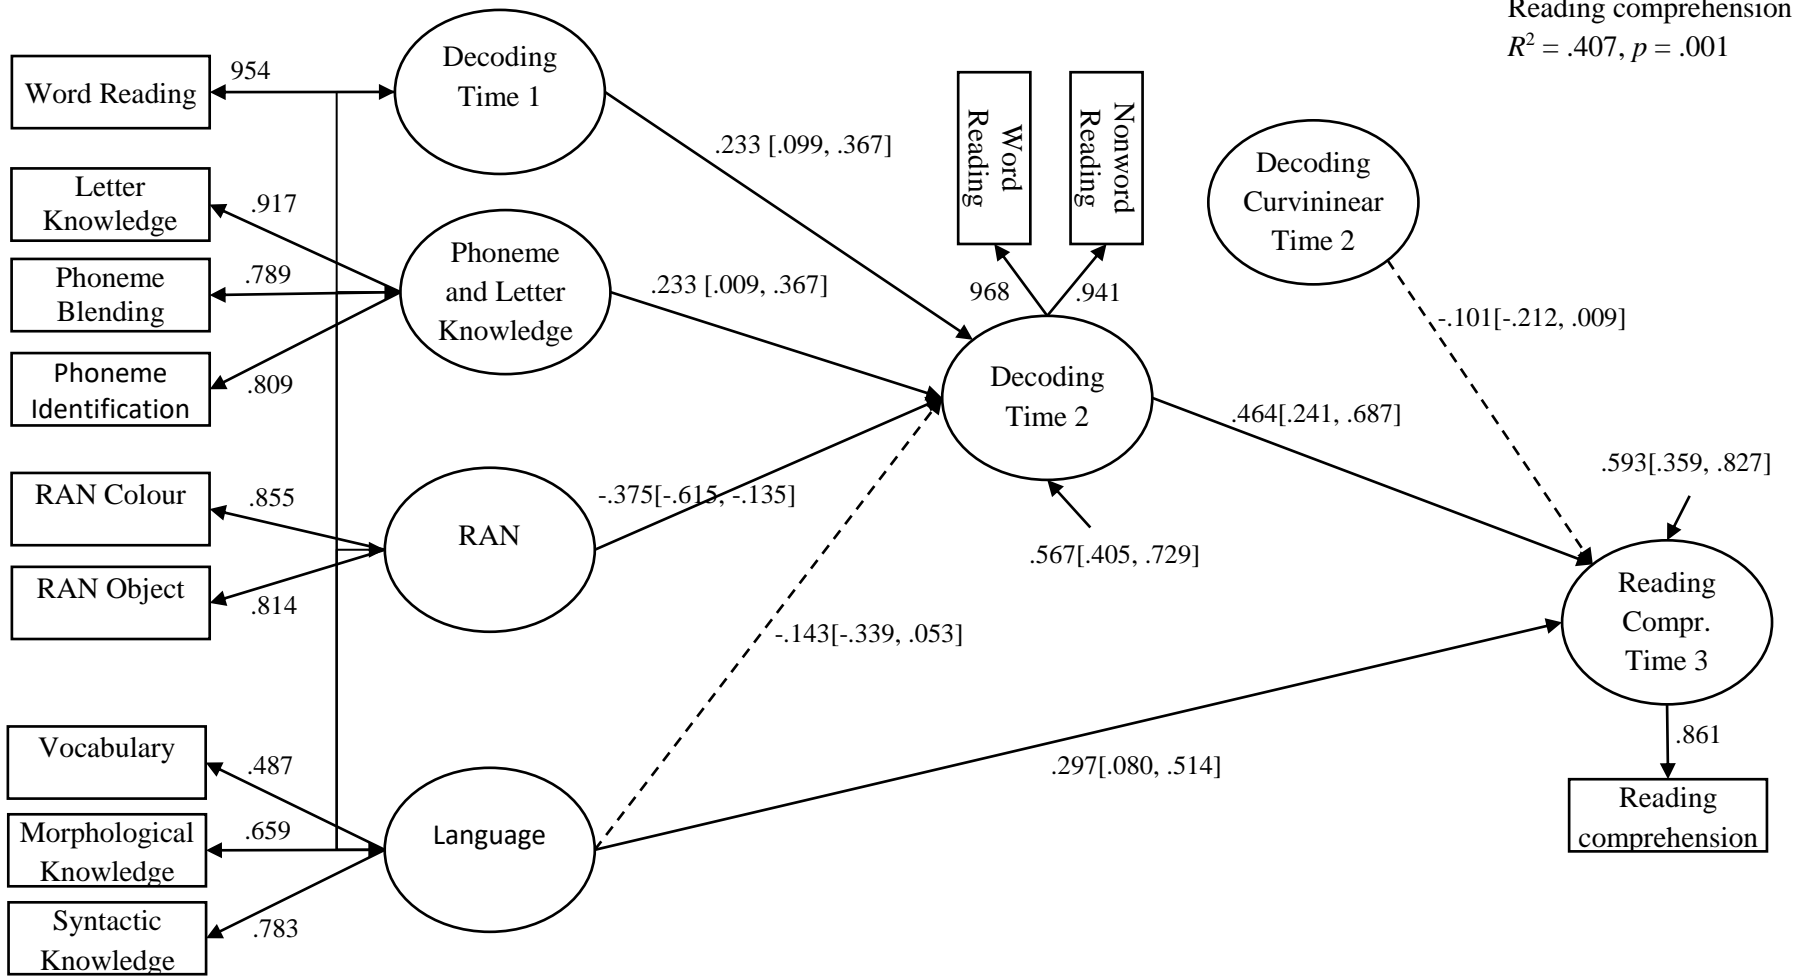 Reading comprehension
R² = .407, p = .001
Word Reading
954
Decoding
Time 1
.233 [.099, .367]
Word
Reading
Nonword
Reading
Decoding
Curvininear
Time 2
Letter
Knowledge
.917
Phoneme
Blending
.789
Phoneme
Identification
.809
Phoneme
and Letter
Knowledge
.233 [.009, .367]
968
.941
-.101[-.212, .009]
Decoding
Time 2
.464[.241, .687]
.593[.359, .827]
RAN Colour
.855
RAN Object
.814
RAN
-.375[-.615, -.135]
.567[.405, .729]
-.143[-.339, .053]
Reading
Compr.
Time 3
.861
Reading
comprehension
Vocabulary
.487
Morphological
Knowledge
.659
Syntactic
Knowledge
.783
Language
.297[.080, .514]